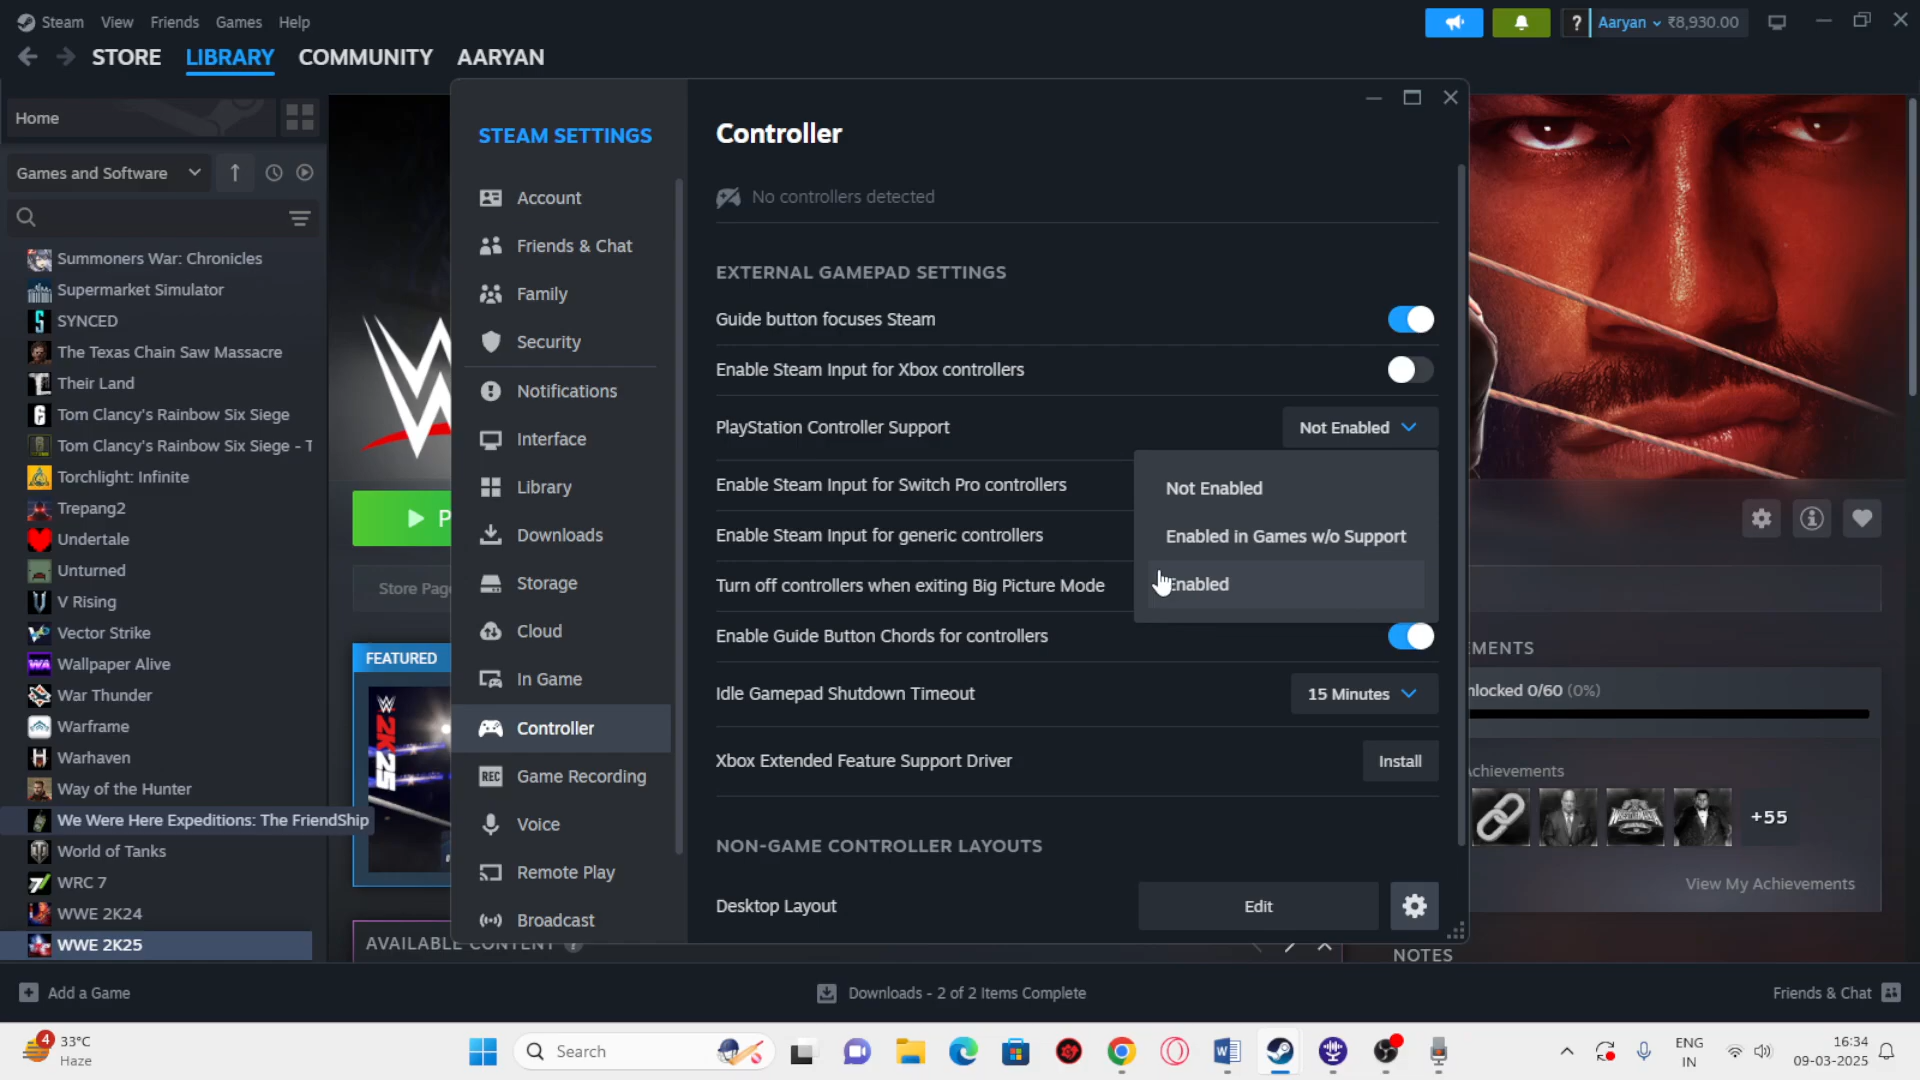 Steam View Friends Games Help
? Aaryan ₹8,930.00
STORE LIBRARY COMMUNITY AARYAN
Home
Games and Software
Summoners War: Chronicles
Supermarket Simulator
SYNCED
The Texas Chain Saw Massacre
Their Land
Tom Clancy's Rainbow Six Siege
Tom Clancy's Rainbow Six Siege - T
Torchlight: Infinite
Trepang2
Undertale
Unturned
V Rising
Vector Strike
Wallpaper Alive
War Thunder
Warframe
Warhaven
Way of the Hunter
We Were Here Expeditions: The FriendShip
World of Tanks
WRC 7
WWE 2K24
WWE 2K25
Add a Game
P
Store Page
FEATURED
2K25
AVAILABLE CONTENT ?
STEAM SETTINGS
Account
Friends & Chat
Family
Security
Notifications
Interface
Library
Downloads
Storage
Cloud
In Game
Controller
REC Game Recording
Voice
Remote Play
Broadcast
Controller
No controllers detected
EXTERNAL GAMEPAD SETTINGS
Guide button focuses Steam
Enable Steam Input for Xbox controllers
PlayStation Controller Support Not Enabled
Not Enabled
Enabled in Games w/o Support
Enabled
Enable Steam Input for Switch Pro controllers
Enable Steam Input for generic controllers
Turn off controllers when exiting Big Picture Mode
Enable Guide Button Chords for controllers
Idle Gamepad Shutdown Timeout 15 Minutes
Xbox Extended Feature Support Driver Install
NON-GAME CONTROLLER LAYOUTS
Desktop Layout Edit
EMENTS
nlocked 0/60 (0%)
chievements
+55
View My Achievements
NOTES
Downloads - 2 of 2 Items Complete
Friends & Chat
4 33°C
Haze
Search
ENG
IN
16:34
09-03-2025